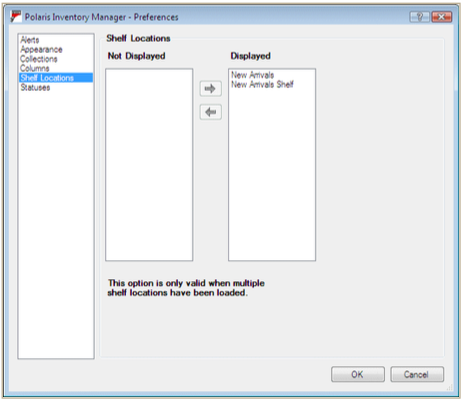 Polaris Inventory Manager - Preferences
Alerts
Appearance
Collections
Columns
Shelf Locations
Statuses
Shelf Locations
Not Displayed
Displayed
New Arrivals
New Arrivals Shelf
This option is only valid when multiple
shelf locations have been loaded.
OK
Cancel